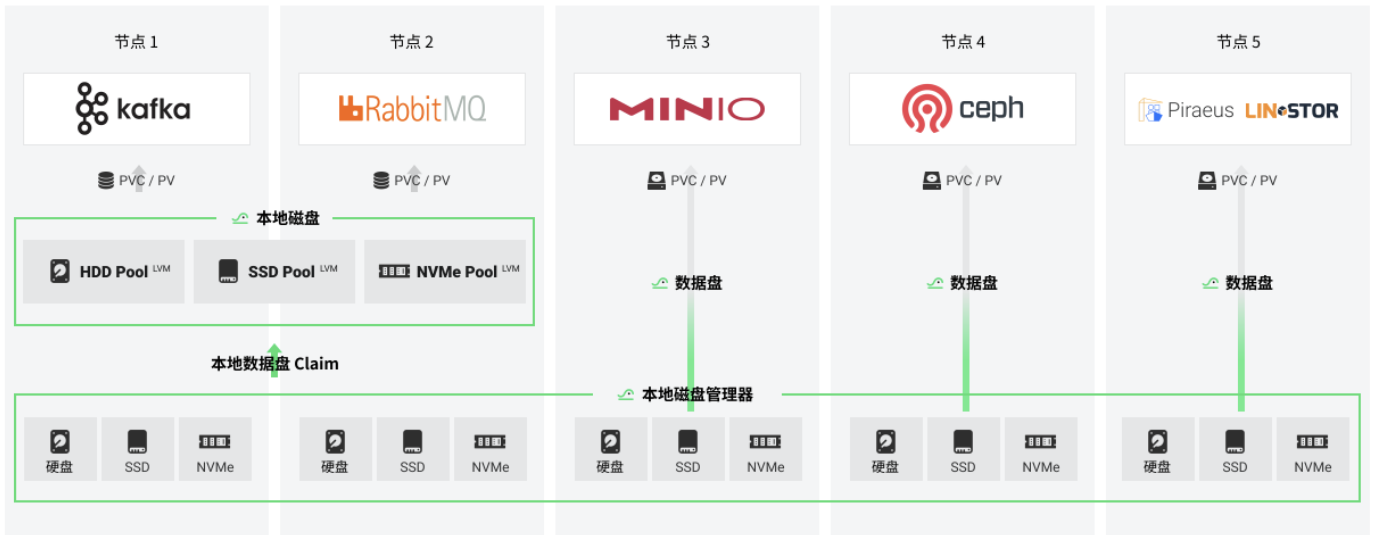 节点 1
节点 2
节点 3
节点 4
节点 5
kafka
RabbitMQ
MINIO
ceph
Piraeus LINSTOR
PVC / PV
PVC / PV
PVC / PV
PVC / PV
PVC / PV
本地磁盘
HDD Pool LVM
SSD Pool LVM
NVMe Pool LVM
数据盘
数据盘
数据盘
本地数据盘 Claim
本地磁盘管理器
硬盘
SSD
NVMe
硬盘
SSD
NVMe
硬盘
SSD
NVMe
硬盘
SSD
NVMe
硬盘
SSD
NVMe